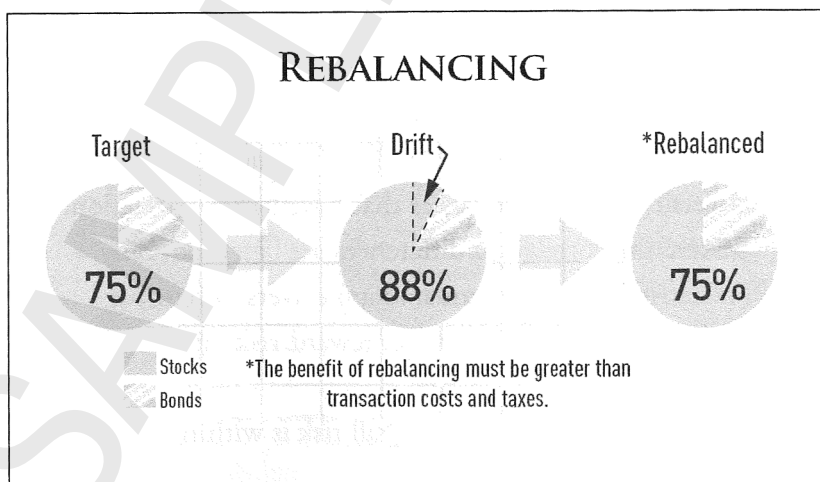 REBALANCING
Target
Drift
*Rebalanced
75%
88%
75%
Stocks
Bonds
*The benefit of rebalancing must be greater than
transaction costs and taxes.
SAMPLE